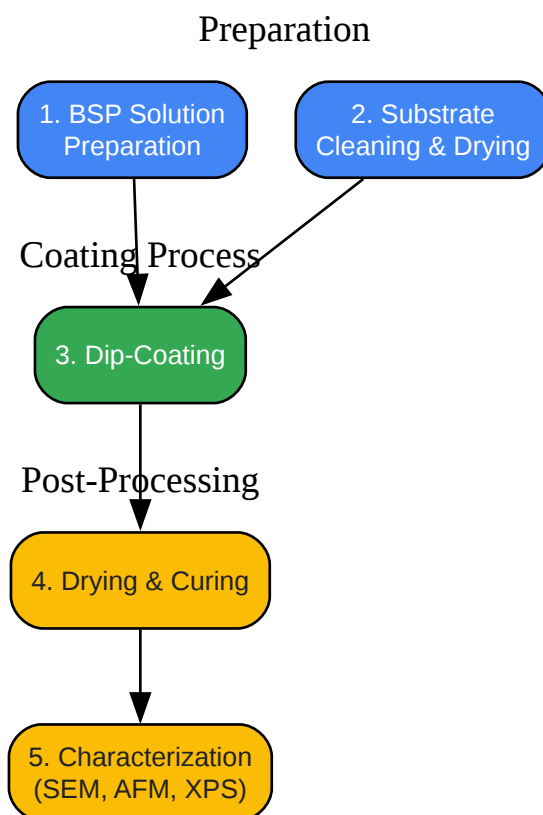 Preparation
1. BSP Solution
Preparation
2. Substrate
Cleaning & Drying
Coating Process
3. Dip-Coating
Post-Processing
4. Drying & Curing
5. Characterization
(SEM, AFM, XPS)